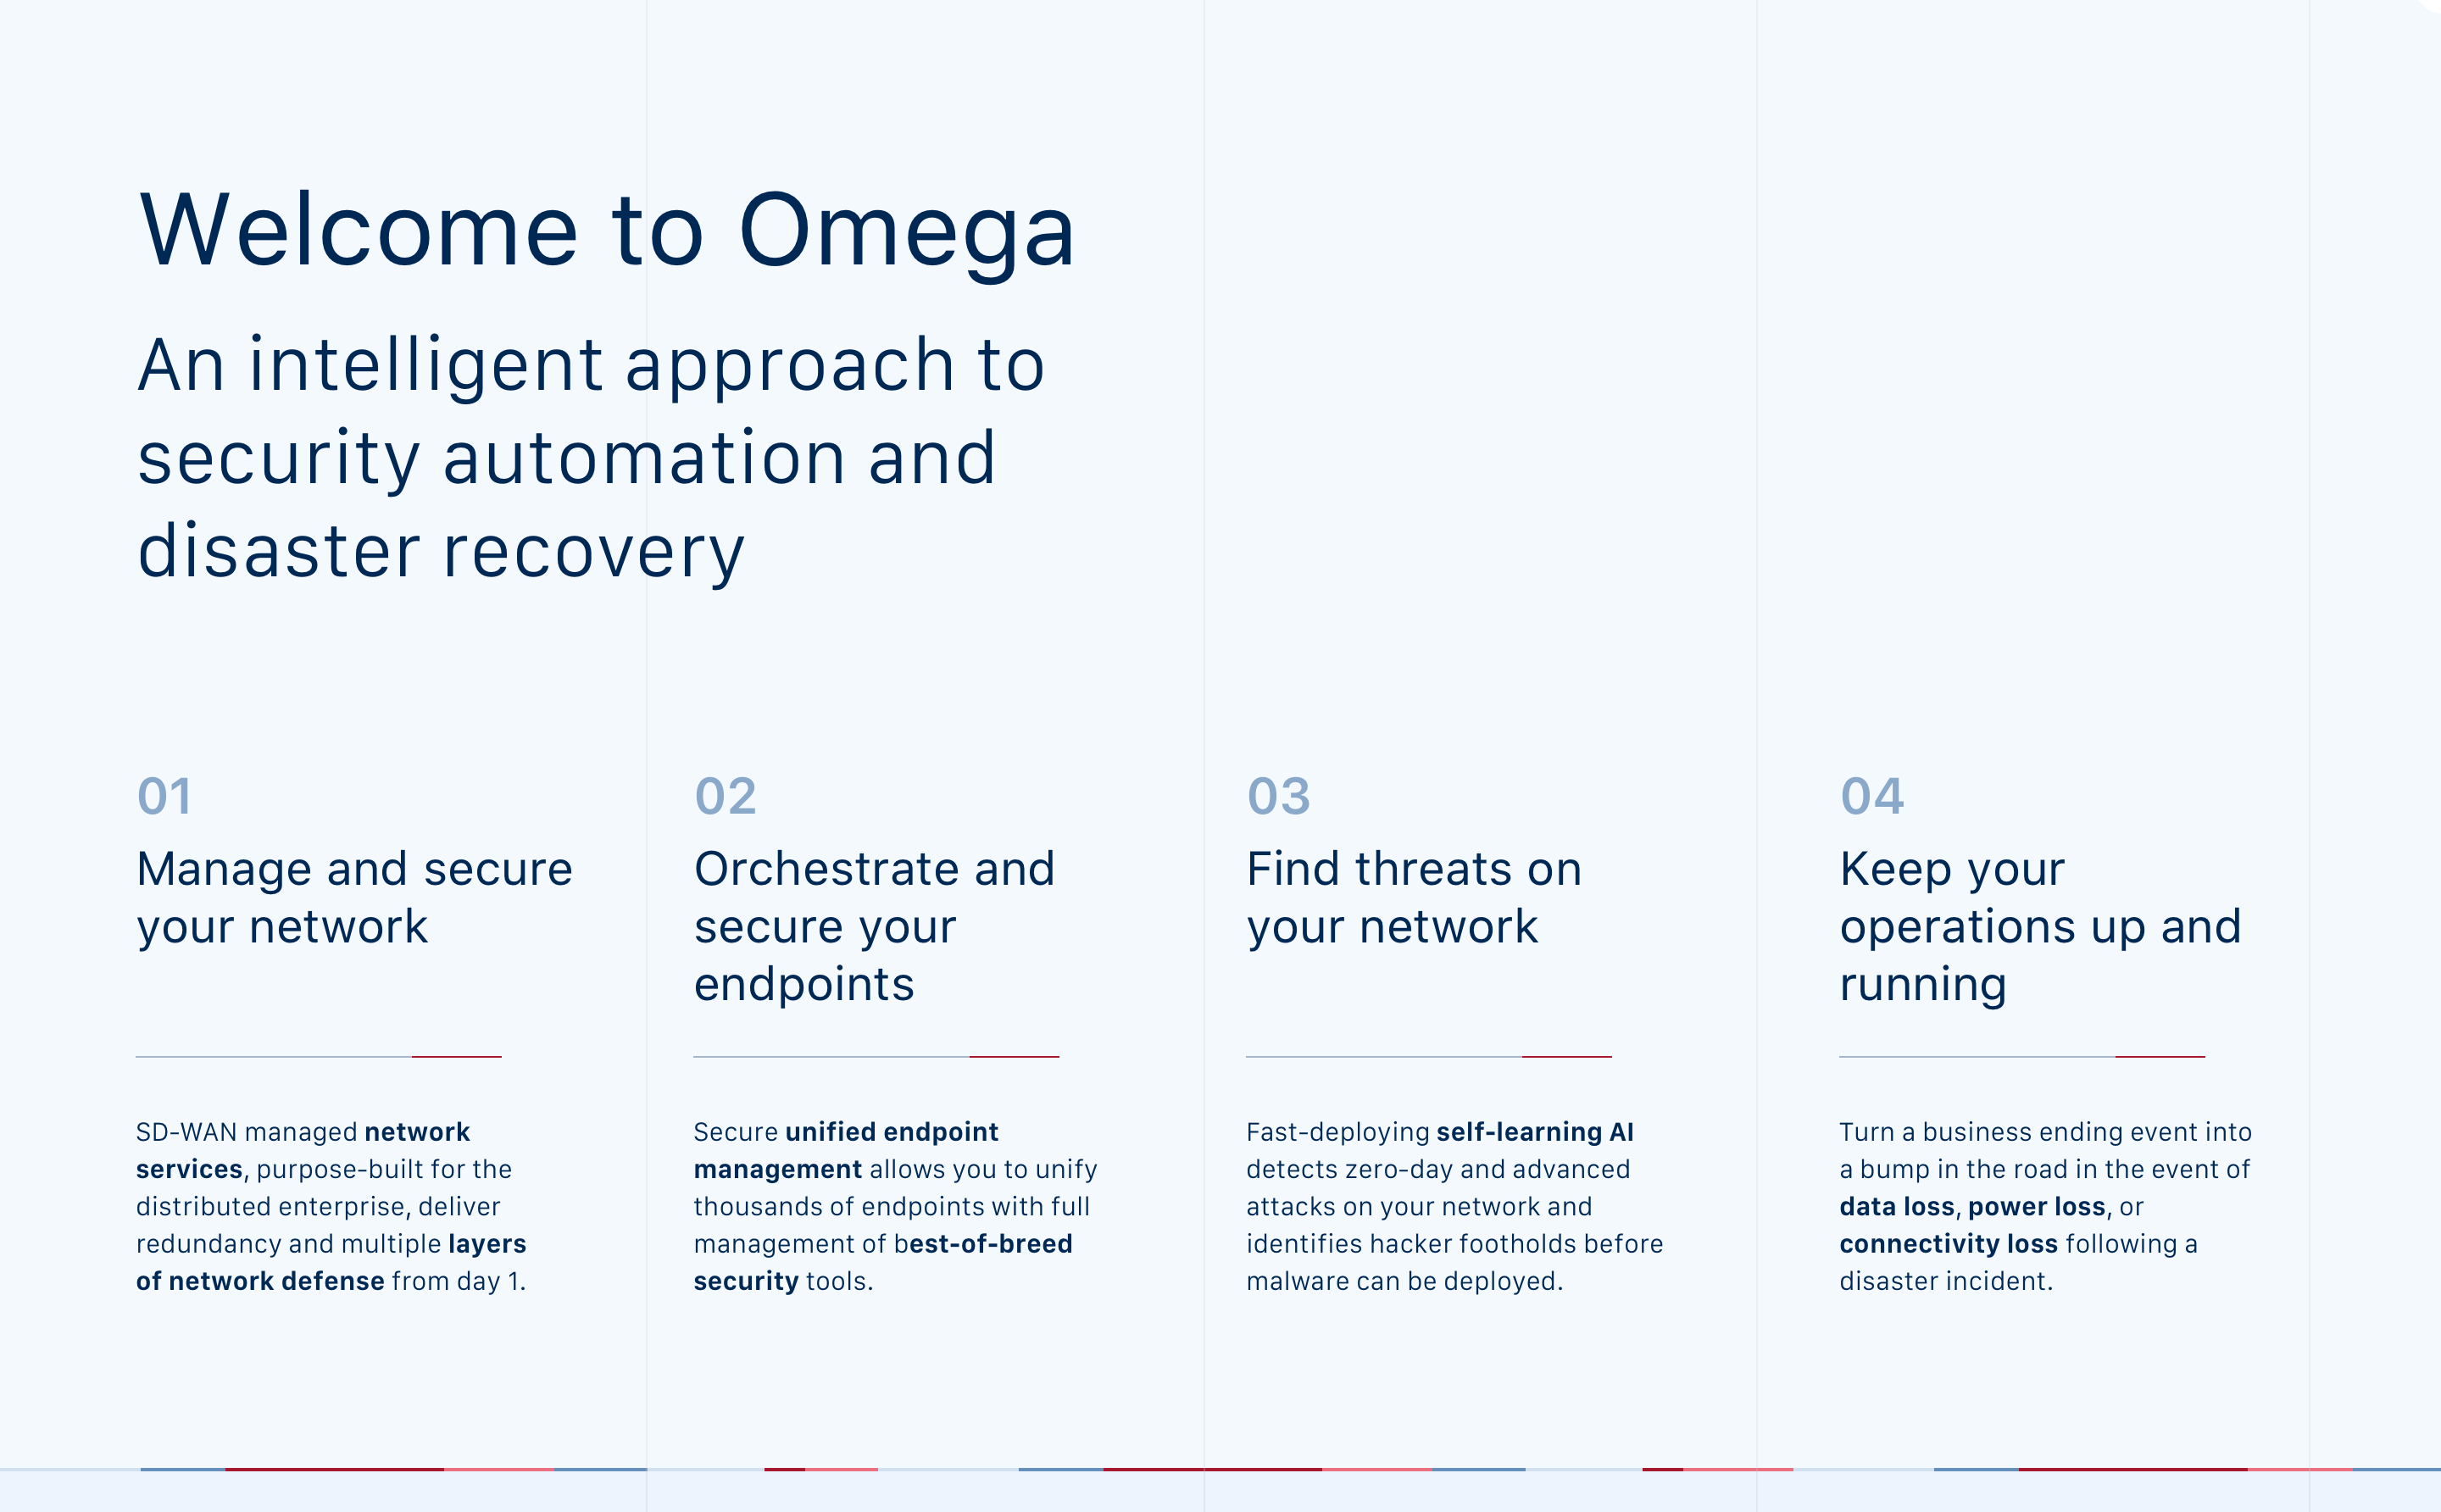 Welcome to Omega
An intelligent approach to
security automation and
disaster recovery
01
Manage and secure
your network
SD-WAN managed network
services, purpose-built for the
distributed enterprise, deliver
redundancy and multiple layers
of network defense from day 1.
02
Orchestrate and
secure your
endpoints
Secure unified endpoint
management allows you to unify
thousands of endpoints with full
management of best-of-breed
security tools.
03
Find threats on
your network
Fast-deploying self-learning AI
detects zero-day and advanced
attacks on your network and
identifies hacker footholds before
malware can be deployed.
04
Keep your
operations up and
running
Turn a business ending event into
a bump in the road in the event of
data loss, power loss, or
connectivity loss following a
disaster incident.